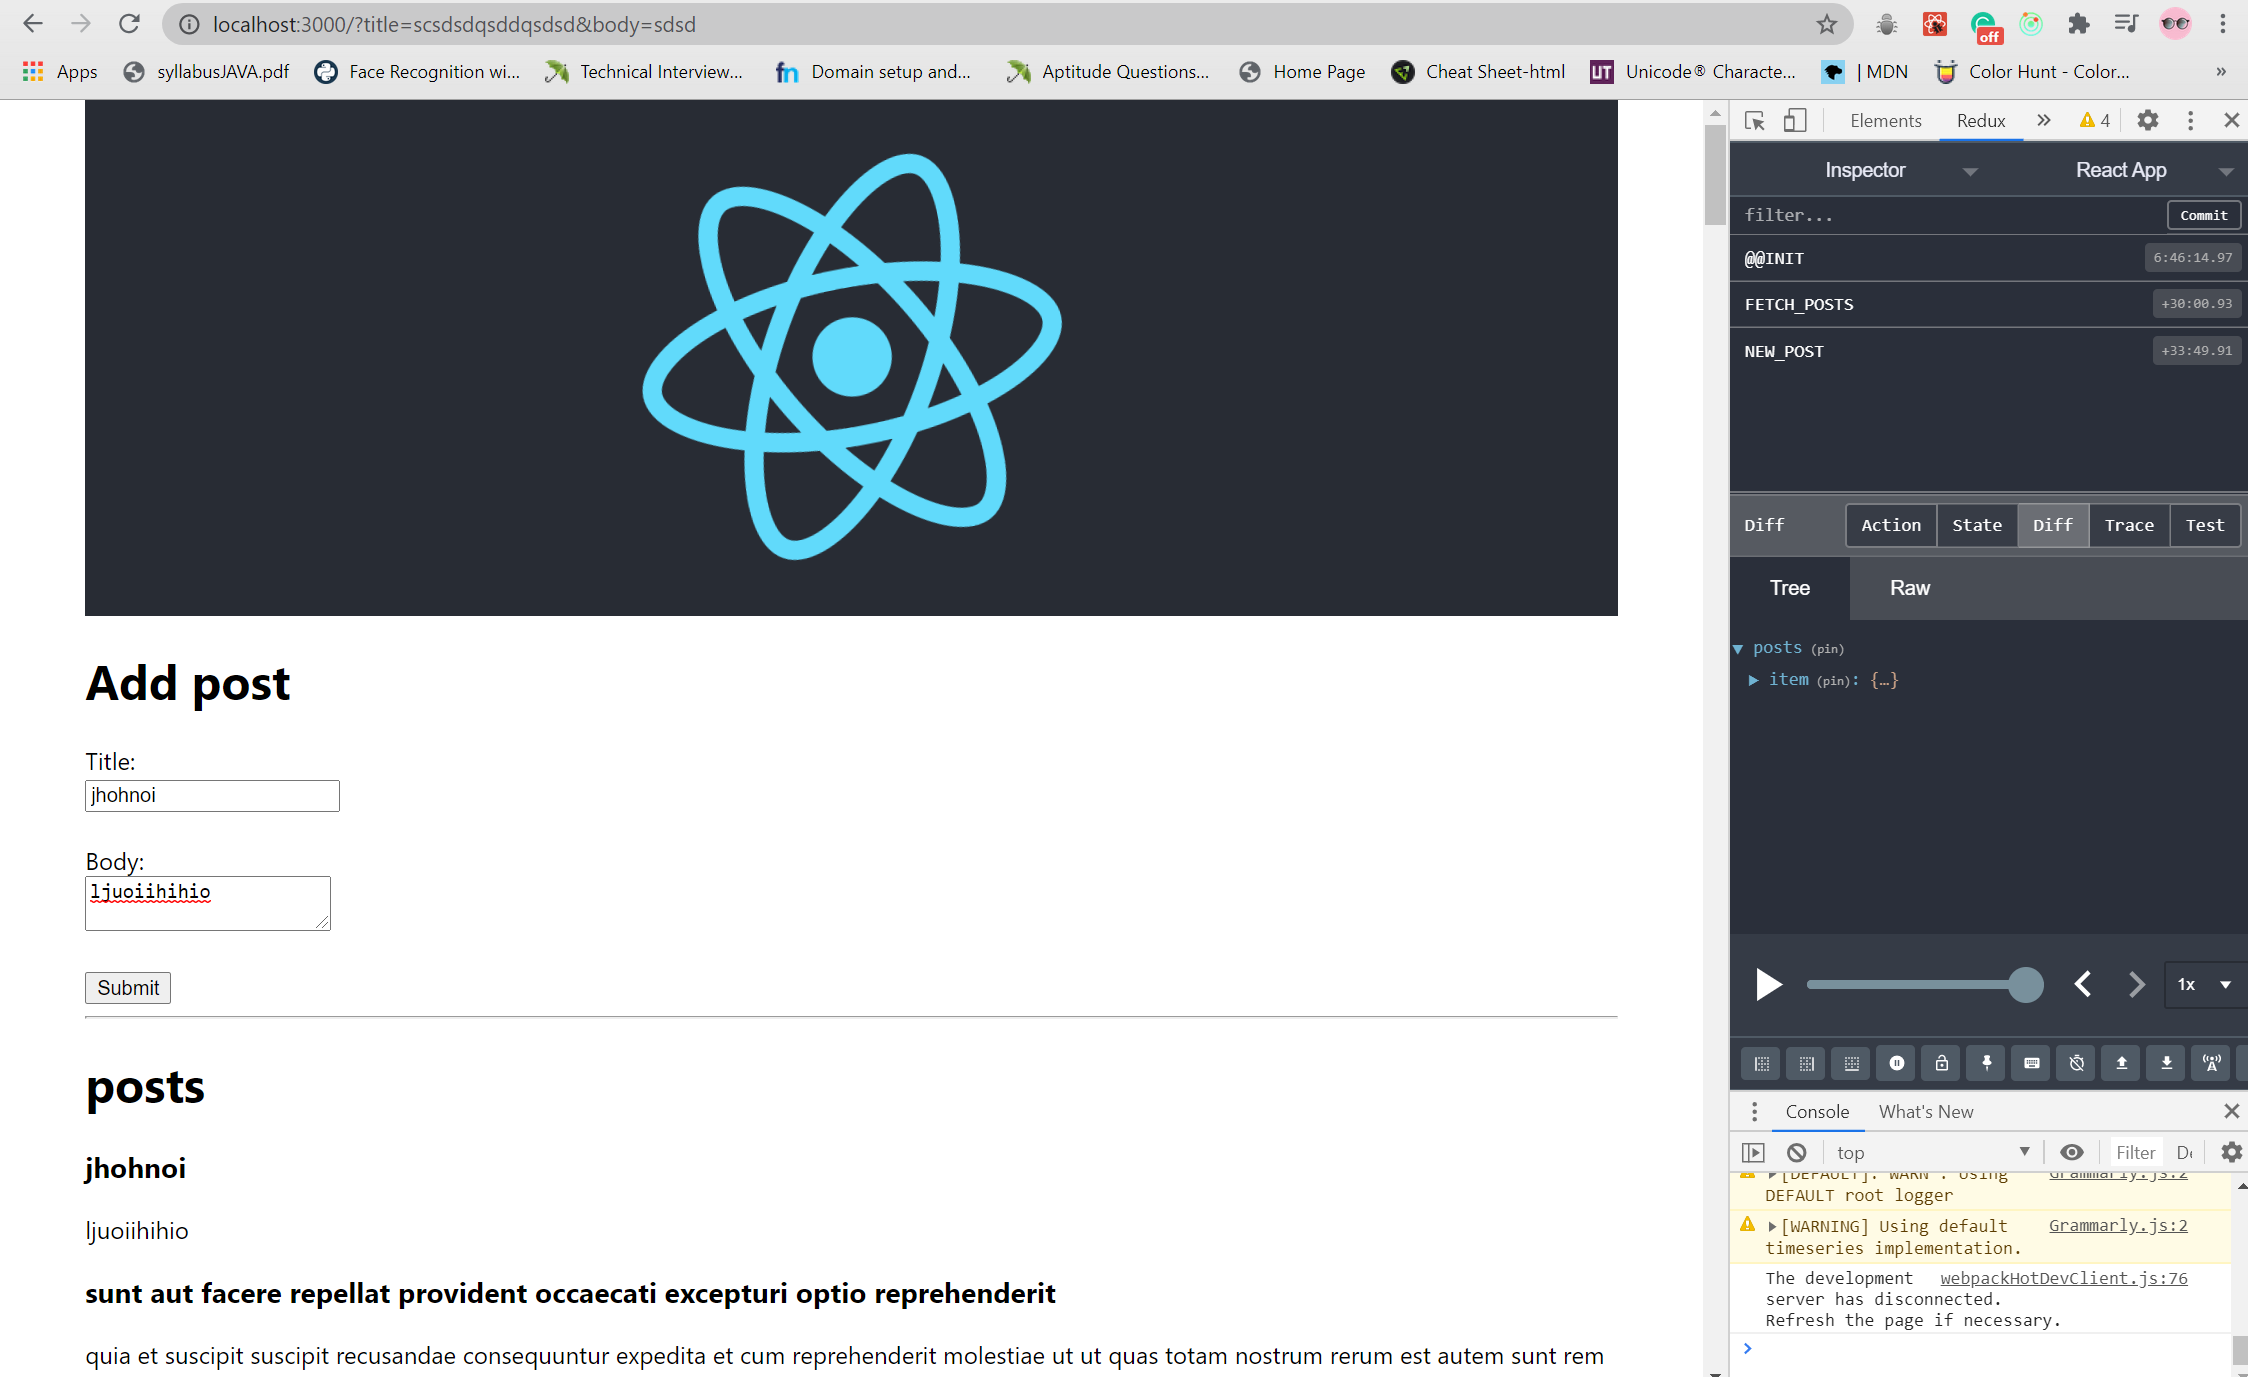 localhost:3000/?title=scsdsdqsddqsdsd&body=sdsd
off
Apps syllabusJAVA.pdf Face Recognition wi... Technical Interview... Domain setup and... Aptitude Questions... Home Page Cheat Sheet-html UT Unicode® Characte... | MDN Color Hunt - Color... »
Elements Redux » 4
Inspector React App
filter... Commit
@@INIT 6:46:14.97
FETCH_POSTS +30:00.93
NEW_POST +33:49.91
Diff Action State Diff Trace Test
Tree Raw
posts (pin)
item (pin): {…}
1x
Console What's New
top Filter
[DEFAULT]: WARN : Using Grammarly.js:2
DEFAULT root logger
[WARNING] Using default Grammarly.js:2
timeseries implementation.
The development webpackHotDevClient.js:76
server has disconnected.
Refresh the page if necessary.
Add post
Title:
jhohnoi
Body:
ljuoiihihio
Submit
posts
jhohnoi
ljuoiihihio
sunt aut facere repellat provident occaecati excepturi optio reprehenderit
quia et suscipit suscipit recusandae consequuntur expedita et cum reprehenderit molestiae ut ut quas totam nostrum rerum est autem sunt rem